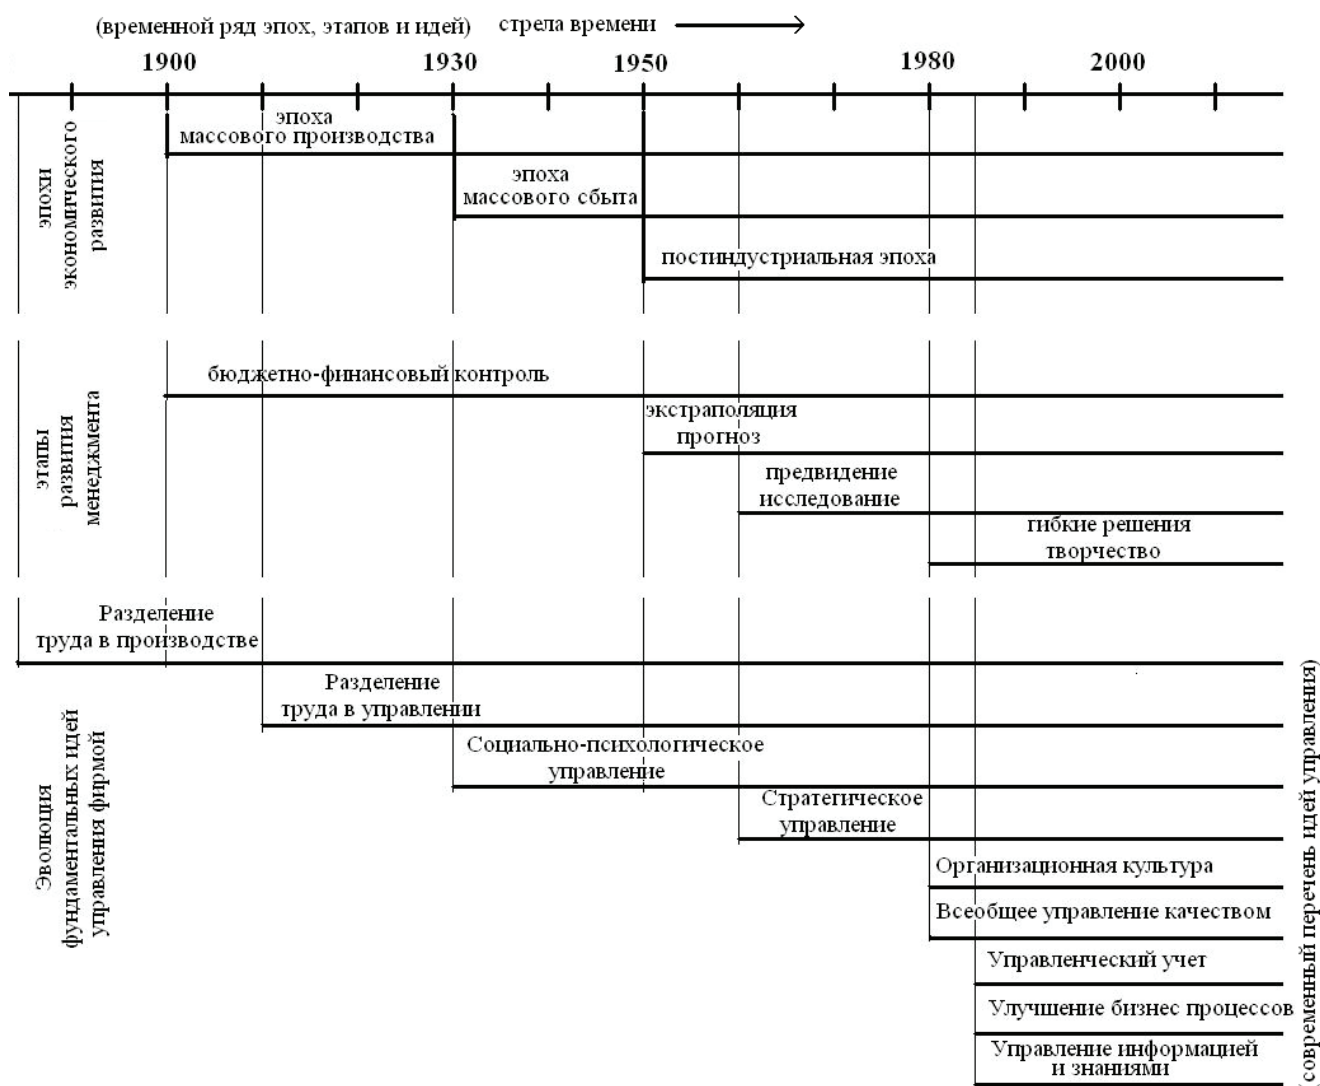 (временной ряд эпох, этапов и идей)
стрела времени
1900
1930
1950
1980
2000
эпохи
экономического
развития
эпоха
массового производства
эпоха
массового сбыта
постиндустриальная эпоха
этапы
развития
менеджмента
бюджетно-финансовый контроль
экстраполяция
прогноз
предвидение
исследование
гибкие решения
творчество
Эволюция
фундаментальных идей
управления фирмой
Разделение
труда в производстве
Разделение
труда в управлении
Социально-психологическое
управление
Стратегическое
управление
Организационная культура
Всеобщее управление качеством
Управленческий учет
Улучшение бизнес процессов
Управление информацией
и знаниями
(современный перечень идей управления)